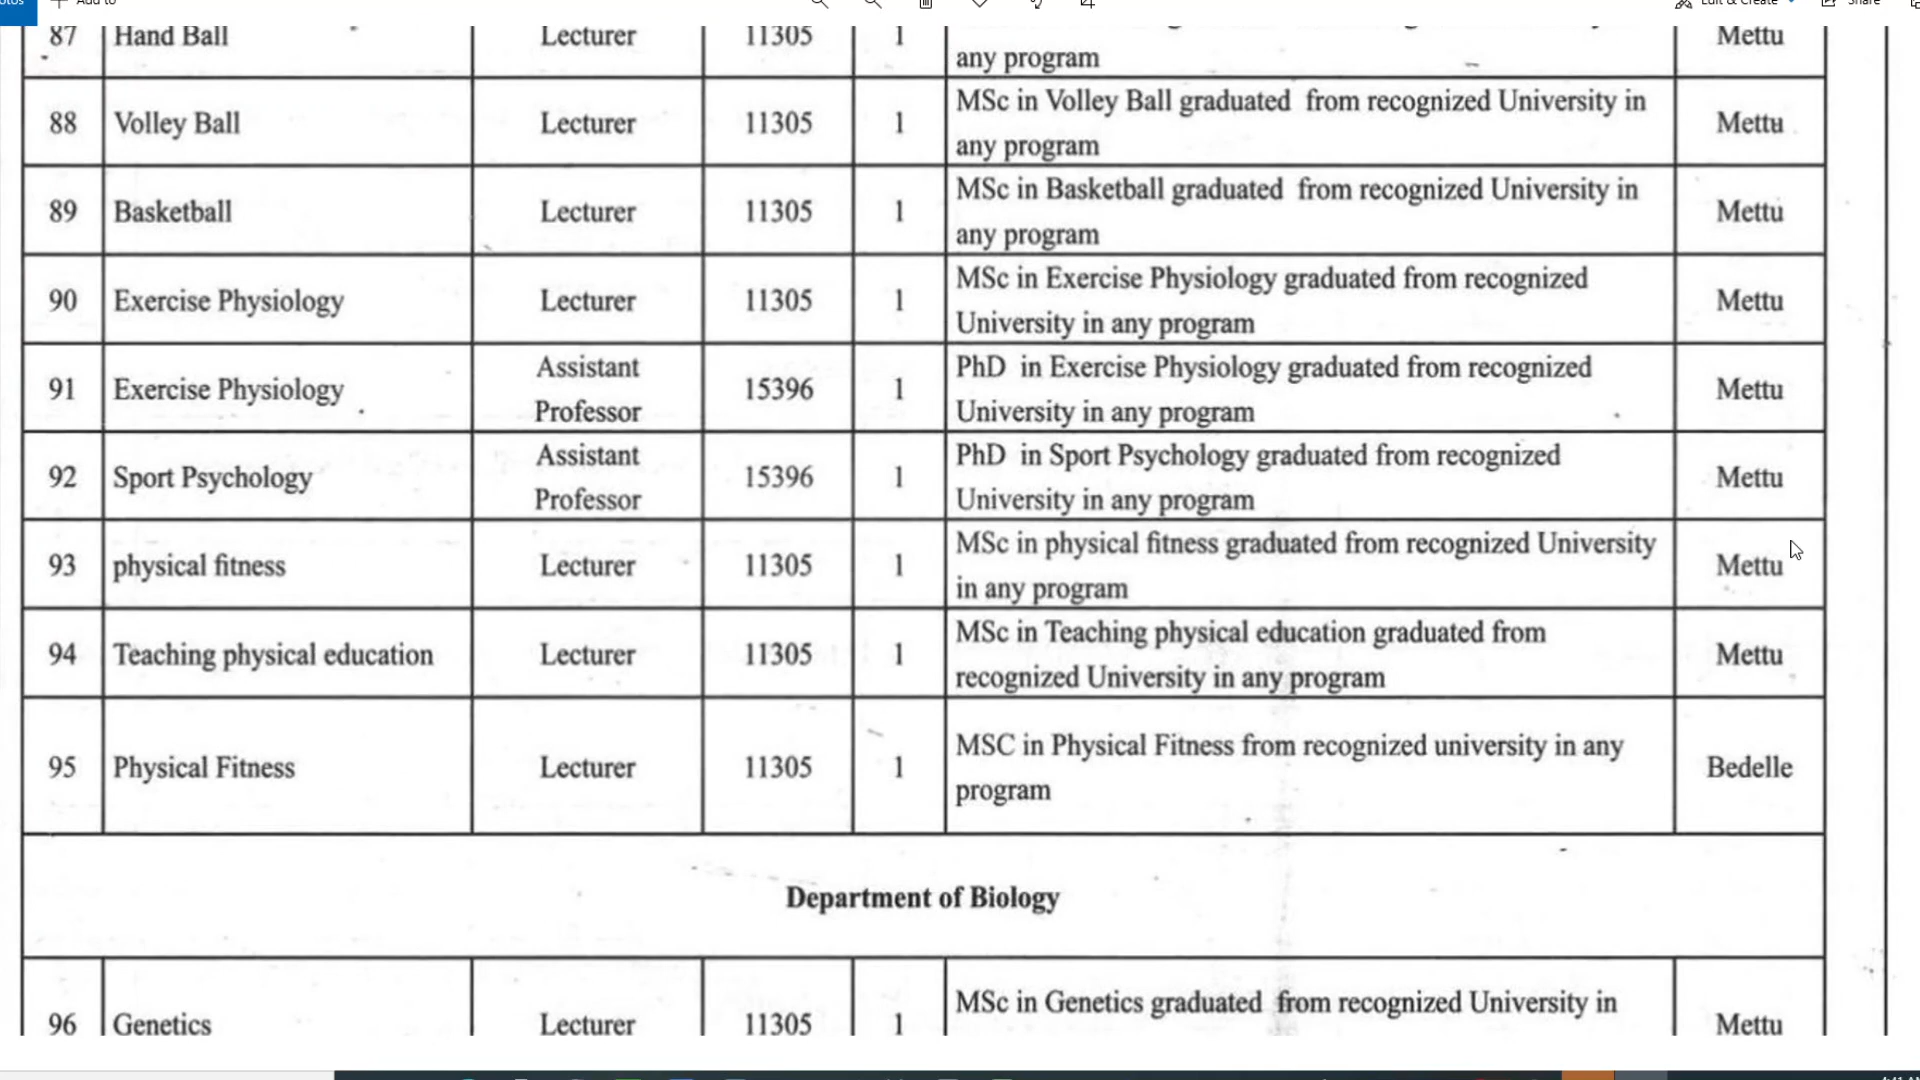 Add to
Edit & Create
Share
87 Hand Ball Lecturer 11305 1 any program Mettu
88 Volley Ball Lecturer 11305 1 MSc in Volley Ball graduated from recognized University in
any program Mettu
89 Basketball Lecturer 11305 1 MSc in Basketball graduated from recognized University in
any program Mettu
90 Exercise Physiology Lecturer 11305 1 MSc in Exercise Physiology graduated from recognized
University in any program Mettu
91 Exercise Physiology Assistant
Professor 15396 1 PhD in Exercise Physiology graduated from recognized
University in any program Mettu
92 Sport Psychology Assistant
Professor 15396 1 PhD in Sport Psychology graduated from recognized
University in any program Mettu
93 physical fitness Lecturer 11305 1 MSc in physical fitness graduated from recognized University
in any program Mettu
94 Teaching physical education Lecturer 11305 1 MSc in Teaching physical education graduated from
recognized University in any program Mettu
95 Physical Fitness Lecturer 11305 1 MSC in Physical Fitness from recognized university in any
program Bedelle
Department of Biology
96 Genetics Lecturer 11305 1 MSc in Genetics graduated from recognized University in
Mettu